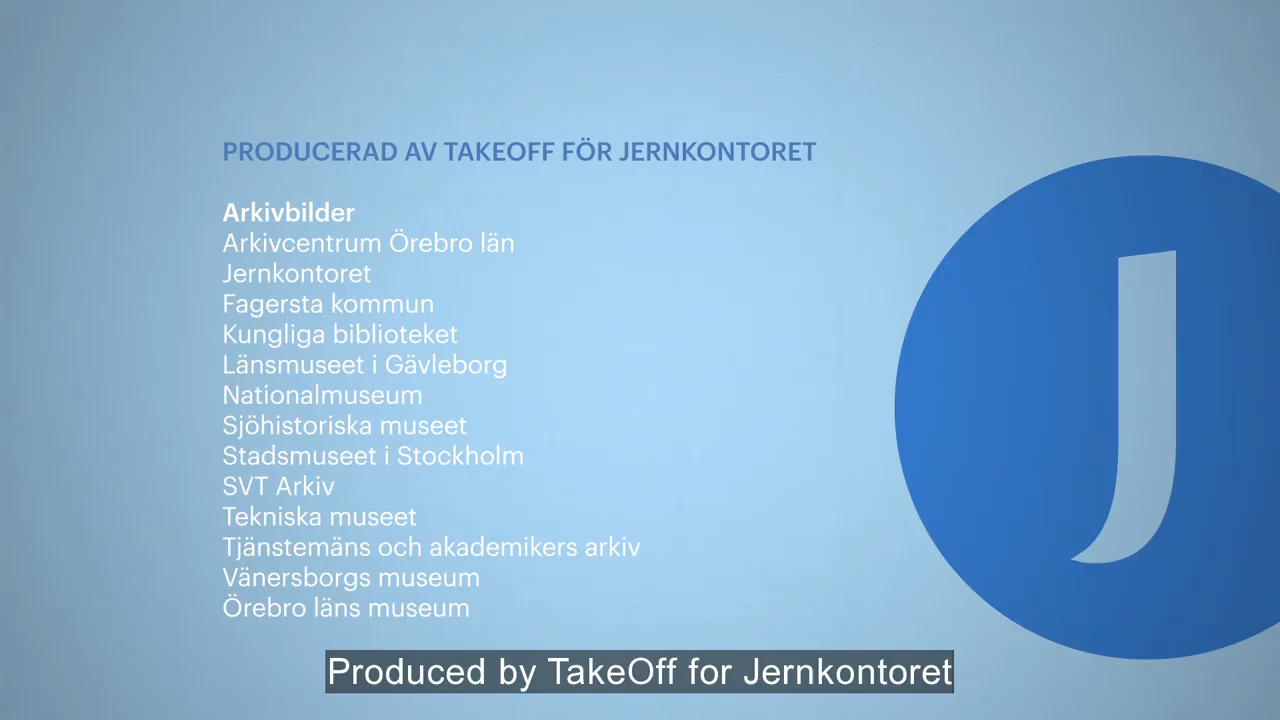 PRODUCERAD AV TAKEOFF FÖR JERNKONTORET
Arkivbilder
Arkivcentrum Örebro län
Jernkontoret
Fagersta kommun
Kungliga biblioteket
Länsmuseet i Gävleborg
Nationalmuseum
Sjöhistoriska museet
Stadsmuseet i Stockholm
SVT Arkiv
Tekniska museet
Tjänstemäns och akademikers arkiv
Vänersborgs museum
Örebro läns museum
J
Produced by TakeOff for Jernkontoret